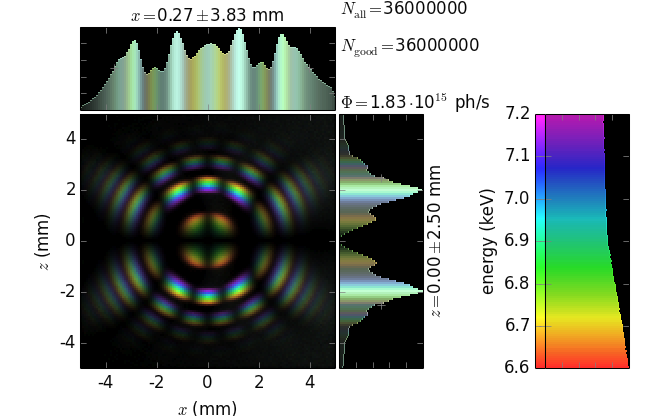 x = 0.27 ± 3.83 mm
N_all = 36000000
N_good = 36000000
Φ = 1.83 · 10^15 ph/s
4
2
0
-2
-4
z (mm)
-4 -2 0 2 4
x (mm)
z = 0.00 ± 2.50 mm
7.2
7.1
7.0
6.9
6.8
6.7
6.6
energy (keV)